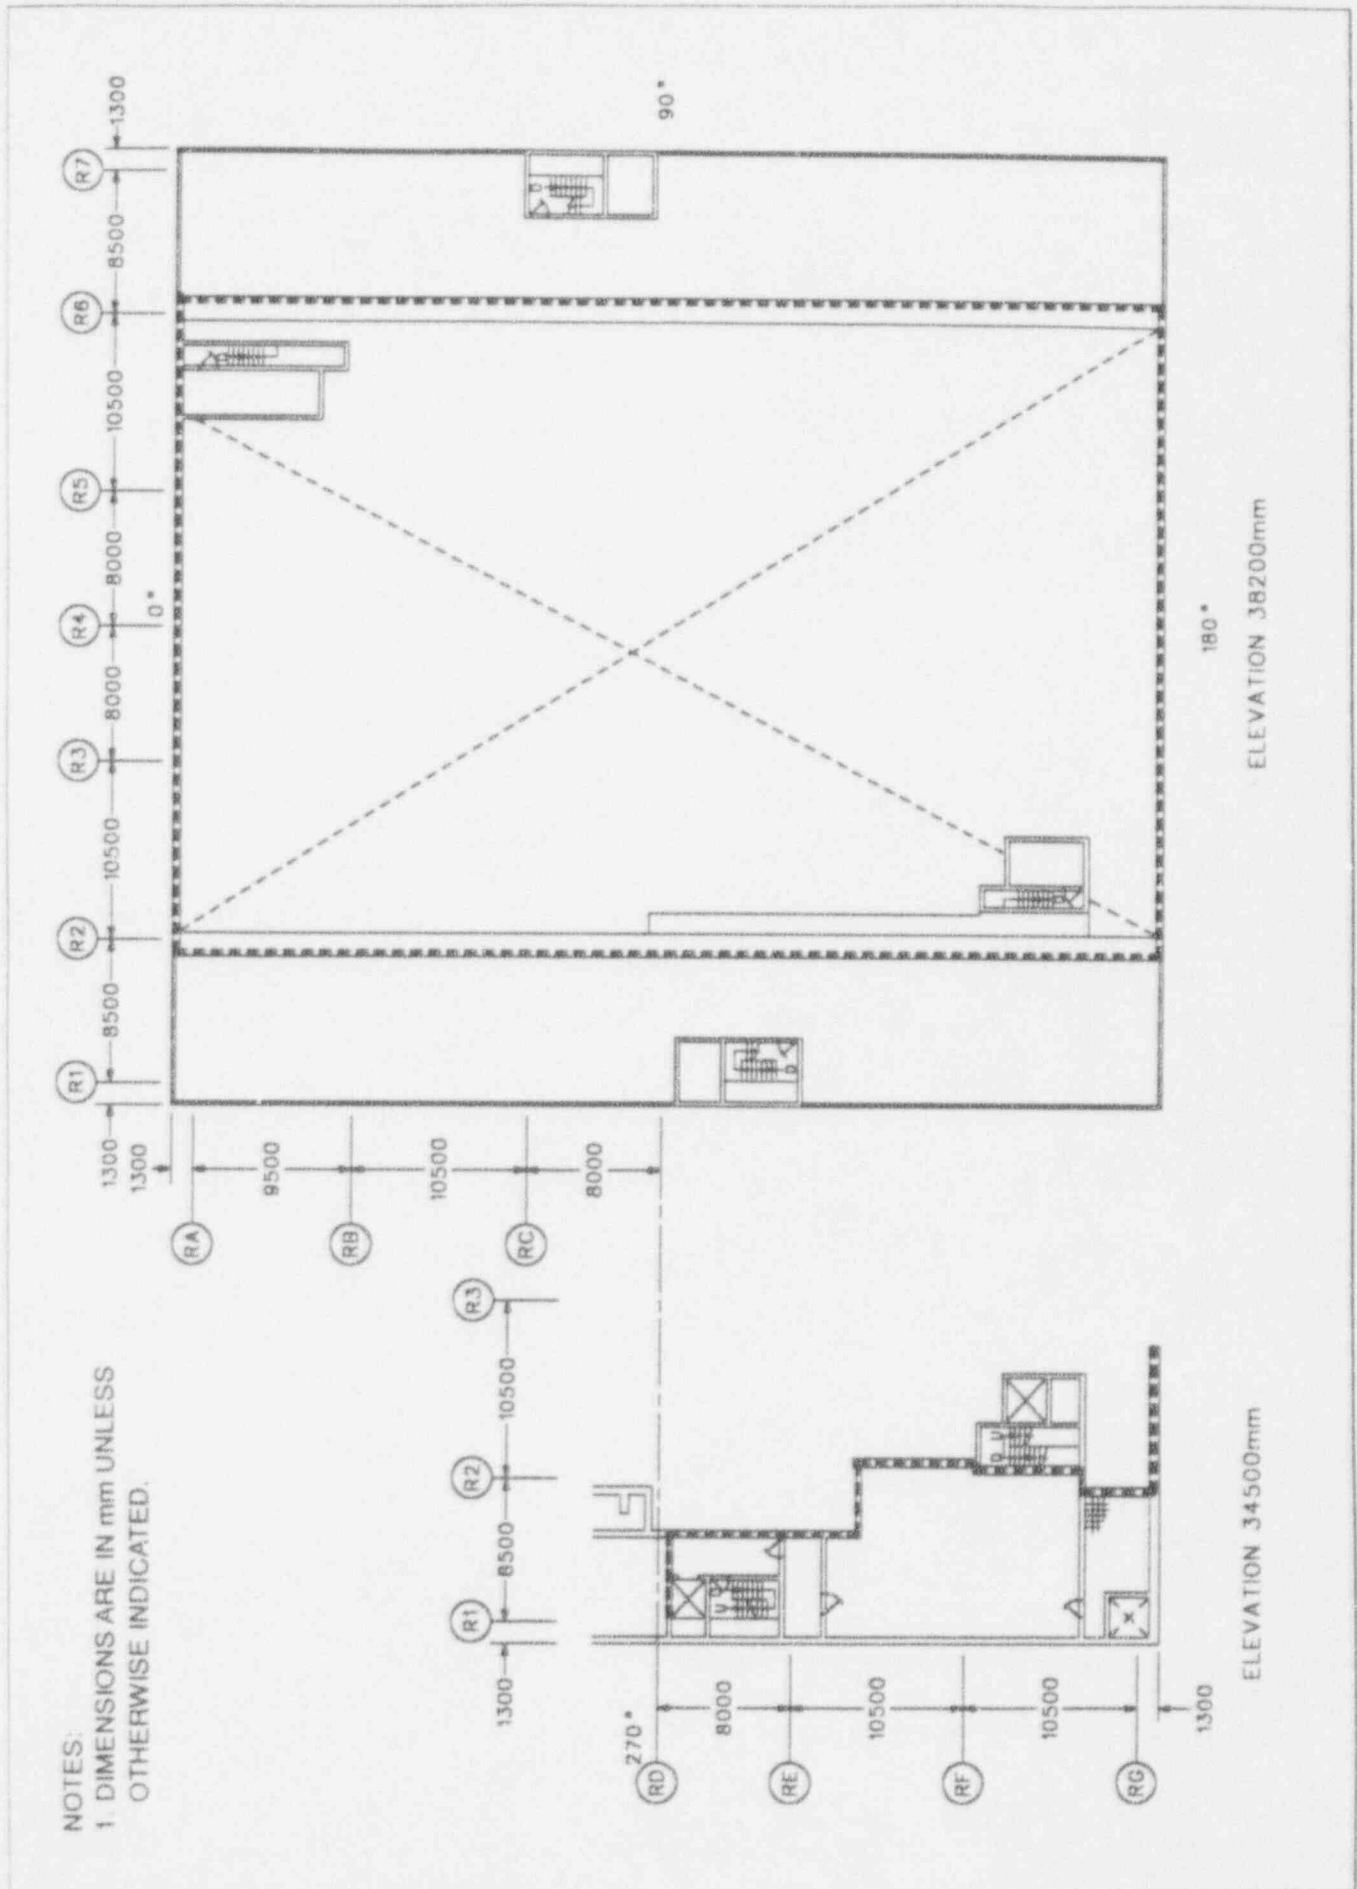 NOTES:
1. DIMENSIONS ARE IN mm UNLESS
OTHERWISE INDICATED.
R1
R2
R3
R4
R5
R6
R7
1300
8500
10500
8000
8000
10500
8500
1300
0°
1300
RA
9500
RB
10500
RC
8000
D
D
D
D
90°
180°
ELEVATION 38200mm
R1
R2
R3
1300
8500
10500
270°
RD
8000
RE
10500
RF
10500
RG
1300
U
D
D
U
ELEVATION 34500mm